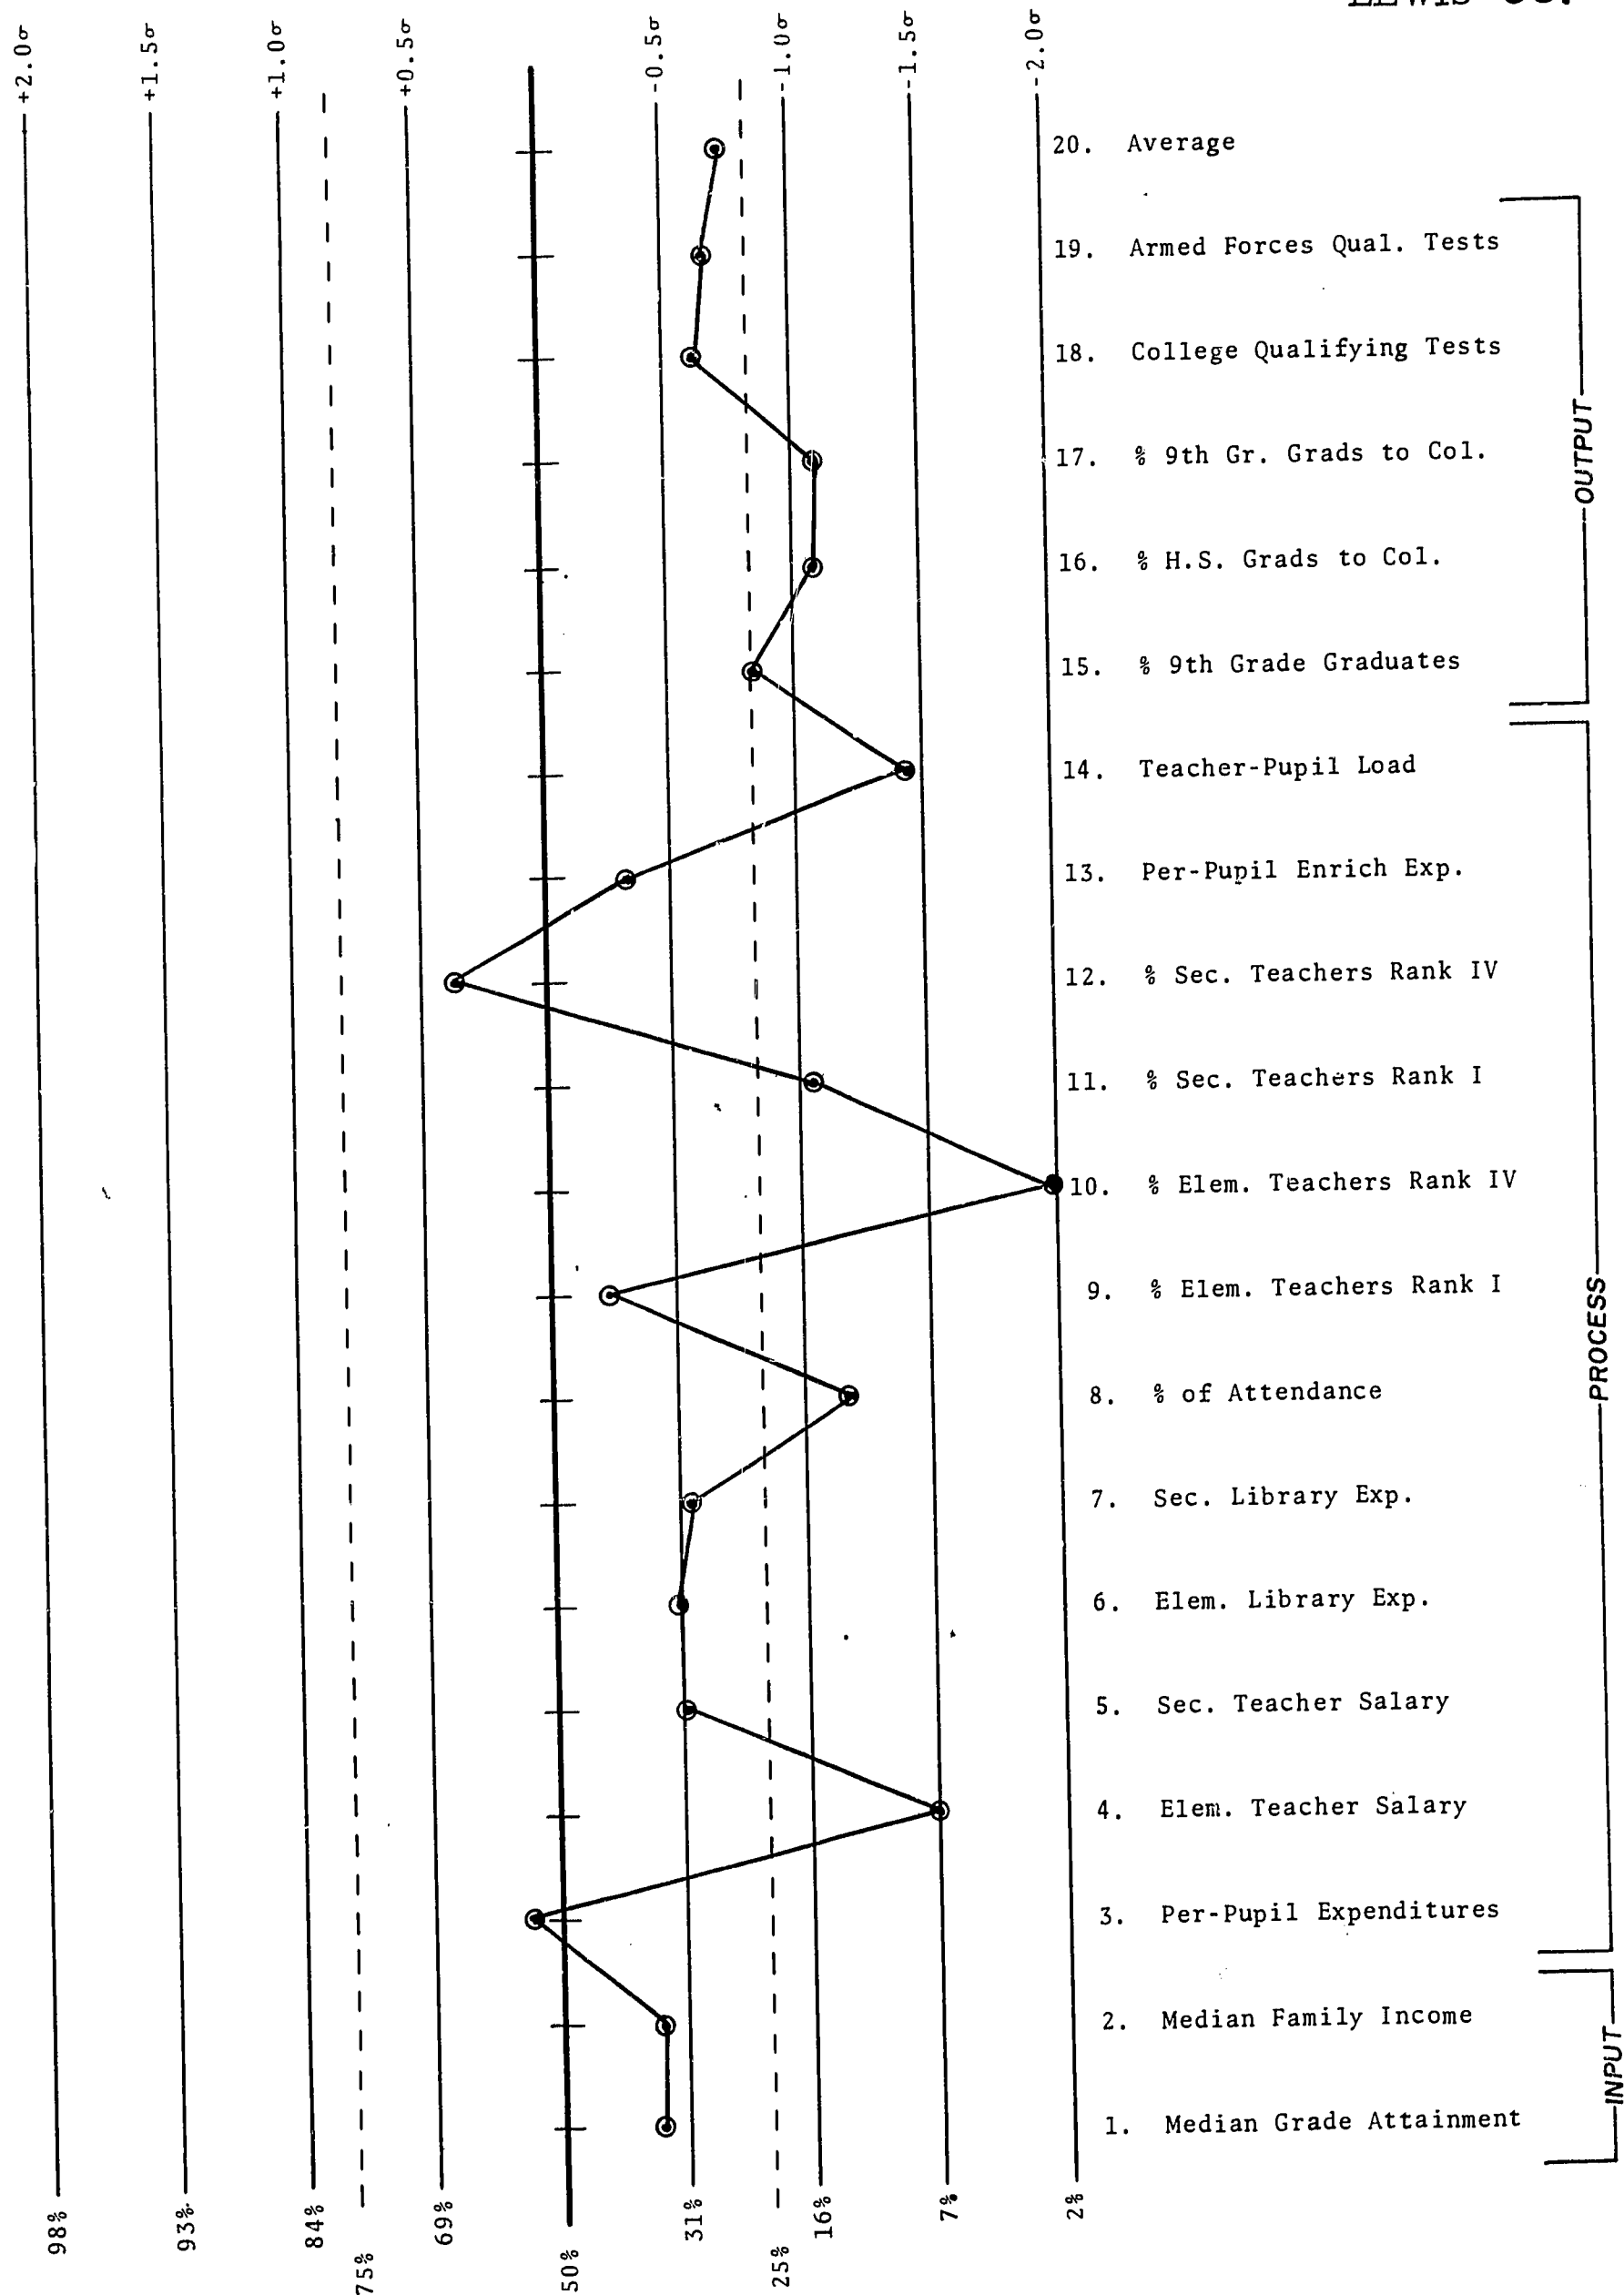 LEWIS CO.
+2.0σ
+1.5σ
+1.0σ
+0.5σ
-0.5σ
-1.0σ
-1.5σ
-2.0σ
20. Average
19. Armed Forces Qual. Tests
18. College Qualifying Tests
17. % 9th Gr. Grads to Col.
16. % H.S. Grads to Col.
15. % 9th Grade Graduates
OUTPUT
14. Teacher-Pupil Load
13. Per-Pupil Enrich Exp.
12. % Sec. Teachers Rank IV
11. % Sec. Teachers Rank I
10. % Elem. Teachers Rank IV
9. % Elem. Teachers Rank I
8. % of Attendance
7. Sec. Library Exp.
6. Elem. Library Exp.
5. Sec. Teacher Salary
4. Elem. Teacher Salary
3. Per-Pupil Expenditures
PROCESS
2. Median Family Income
1. Median Grade Attainment
INPUT
98%
93%
84%
75%
69%
50%
31%
25%
16%
7%
2%